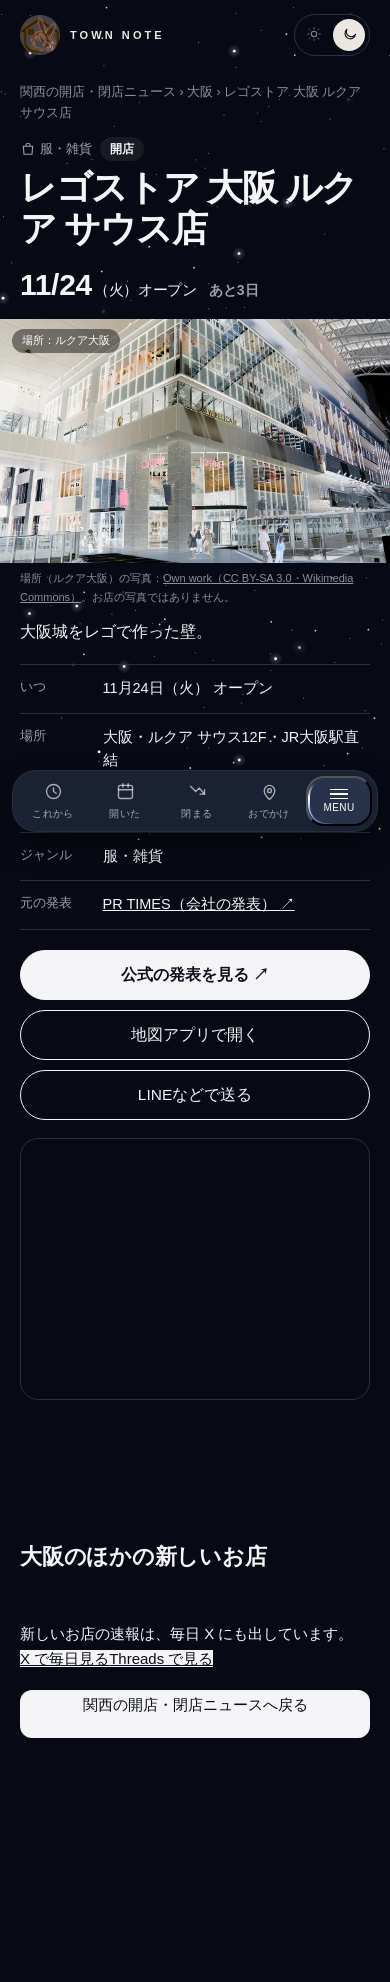 TOWN NOTE
関西の開店・閉店ニュース › 大阪 › レゴストア 大阪 ルクア
サウス店
服・雑貨 開店
レゴストア 大阪 ルク
ア サウス店
11/24（火）オープン あと3日
場所：ルクア大阪
場所（ルクア大阪）の写真：Own work（CC BY-SA 3.0・Wikimedia
Commons）。お店の写真ではありません。
大阪城をレゴで作った壁。
いつ 11月24日（火） オープン
場所 大阪・ルクア サウス12F・JR大阪駅直
結
これから 開いた 閉まる おでかけ MENU
ジャンル 服・雑貨
元の発表 PR TIMES（会社の発表） ↗
公式の発表を見る ↗
地図アプリで開く
LINEなどで送る
大阪のほかの新しいお店
新しいお店の速報は、毎日 X にも出しています。
X で毎日見るThreads で見る
関西の開店・閉店ニュースへ戻る